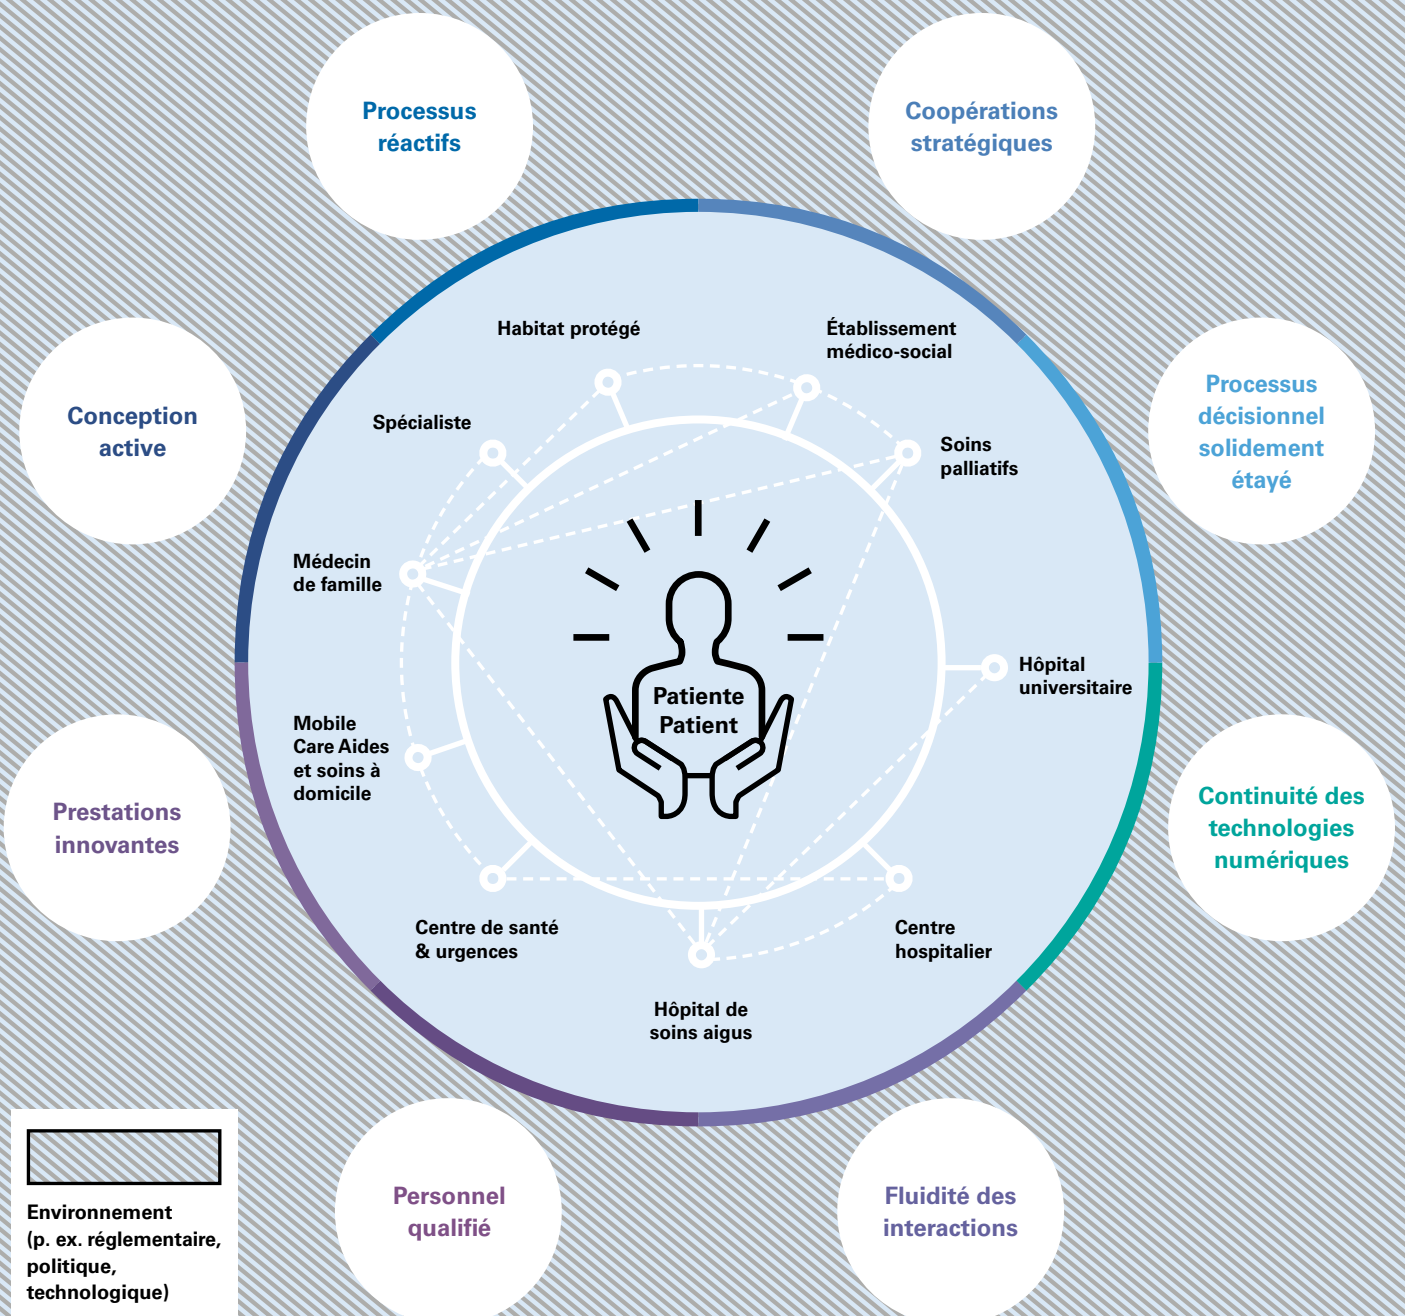 Processus
réactifs
Coopérations
stratégiques
Conception
active
Processus
décisionnel
solidement
étayé
Habitat protégé
Établissement
médico-social
Spécialiste
Soins
palliatifs
Médecin
de famille
Hôpital
universitaire
Patiente
Patient
Mobile
Care Aides
et soins à
domicile
Prestations
innovantes
Continuité des
technologies
numériques
Centre de santé
& urgences
Centre
hospitalier
Hôpital de
soins aigus
Personnel
qualifié
Fluidité des
interactions
Environnement
(p. ex. réglementaire,
politique,
technologique)